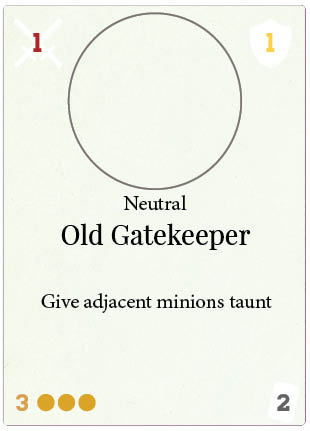 1 1
Neutral
Old Gatekeeper
Give adjacent minions taunt
3 2